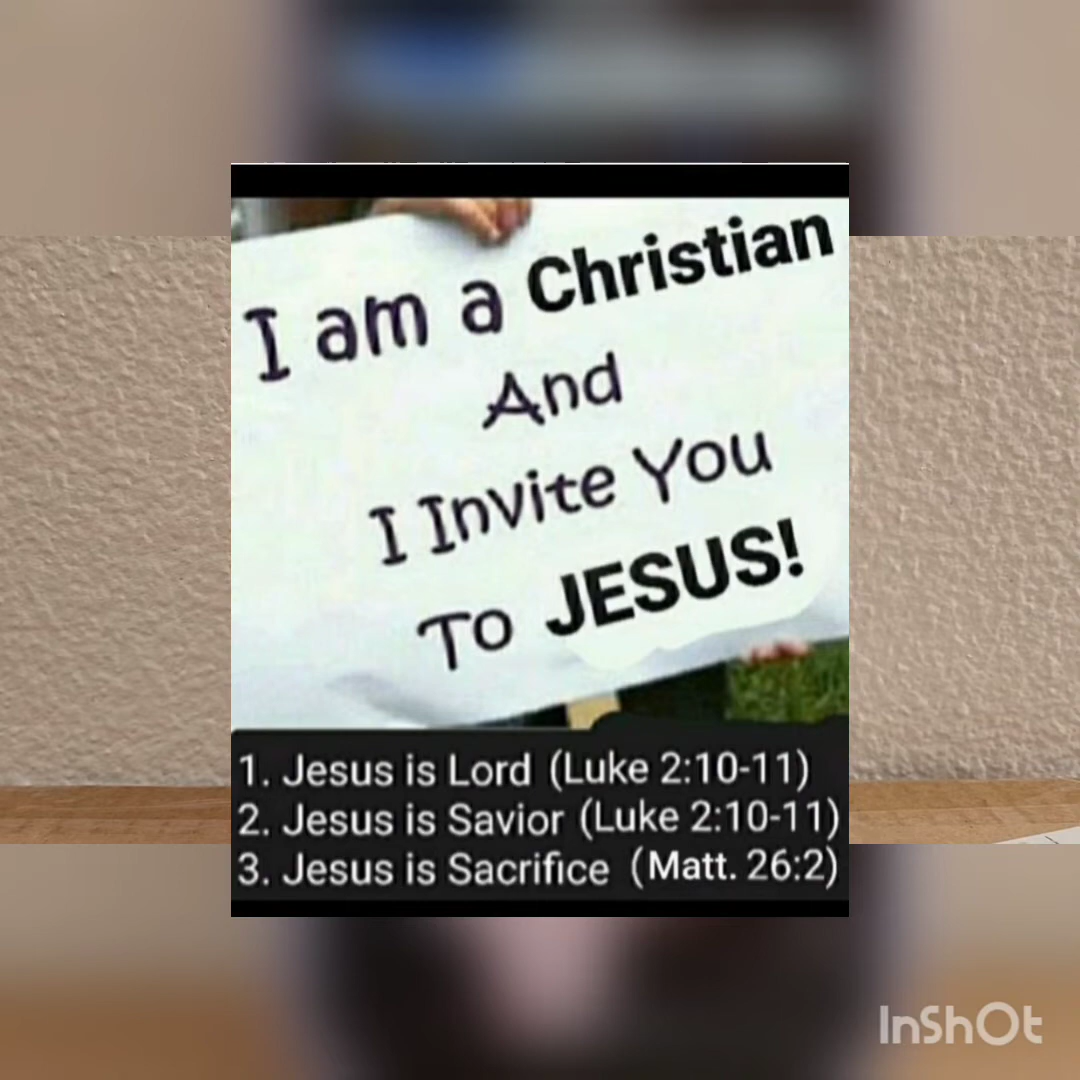 I am a Christian
And
I Invite You
To JESUS!
1. Jesus is Lord (Luke 2:10-11)
2. Jesus is Savior (Luke 2:10-11)
3. Jesus is Sacrifice (Matt. 26:2)
InShOt